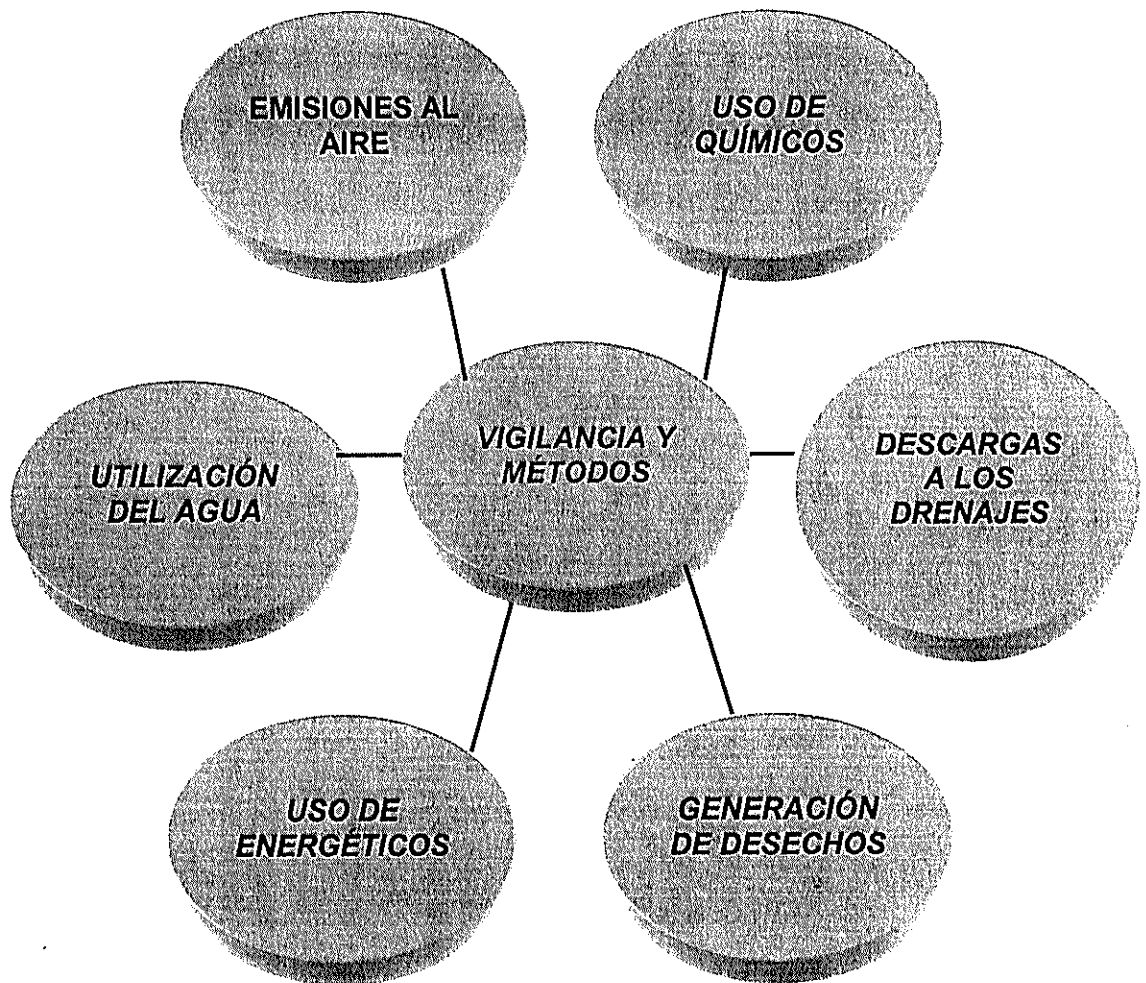 EMISIONES AL
AIRE
USO DE
QUÍMICOS
VIGILANCIA Y
MÉTODOS
UTILIZACIÓN
DEL AGUA
DESCARGAS
A LOS
DRENAJES
USO DE
ENERGÉTICOS
GENERACIÓN
DE DESECHOS